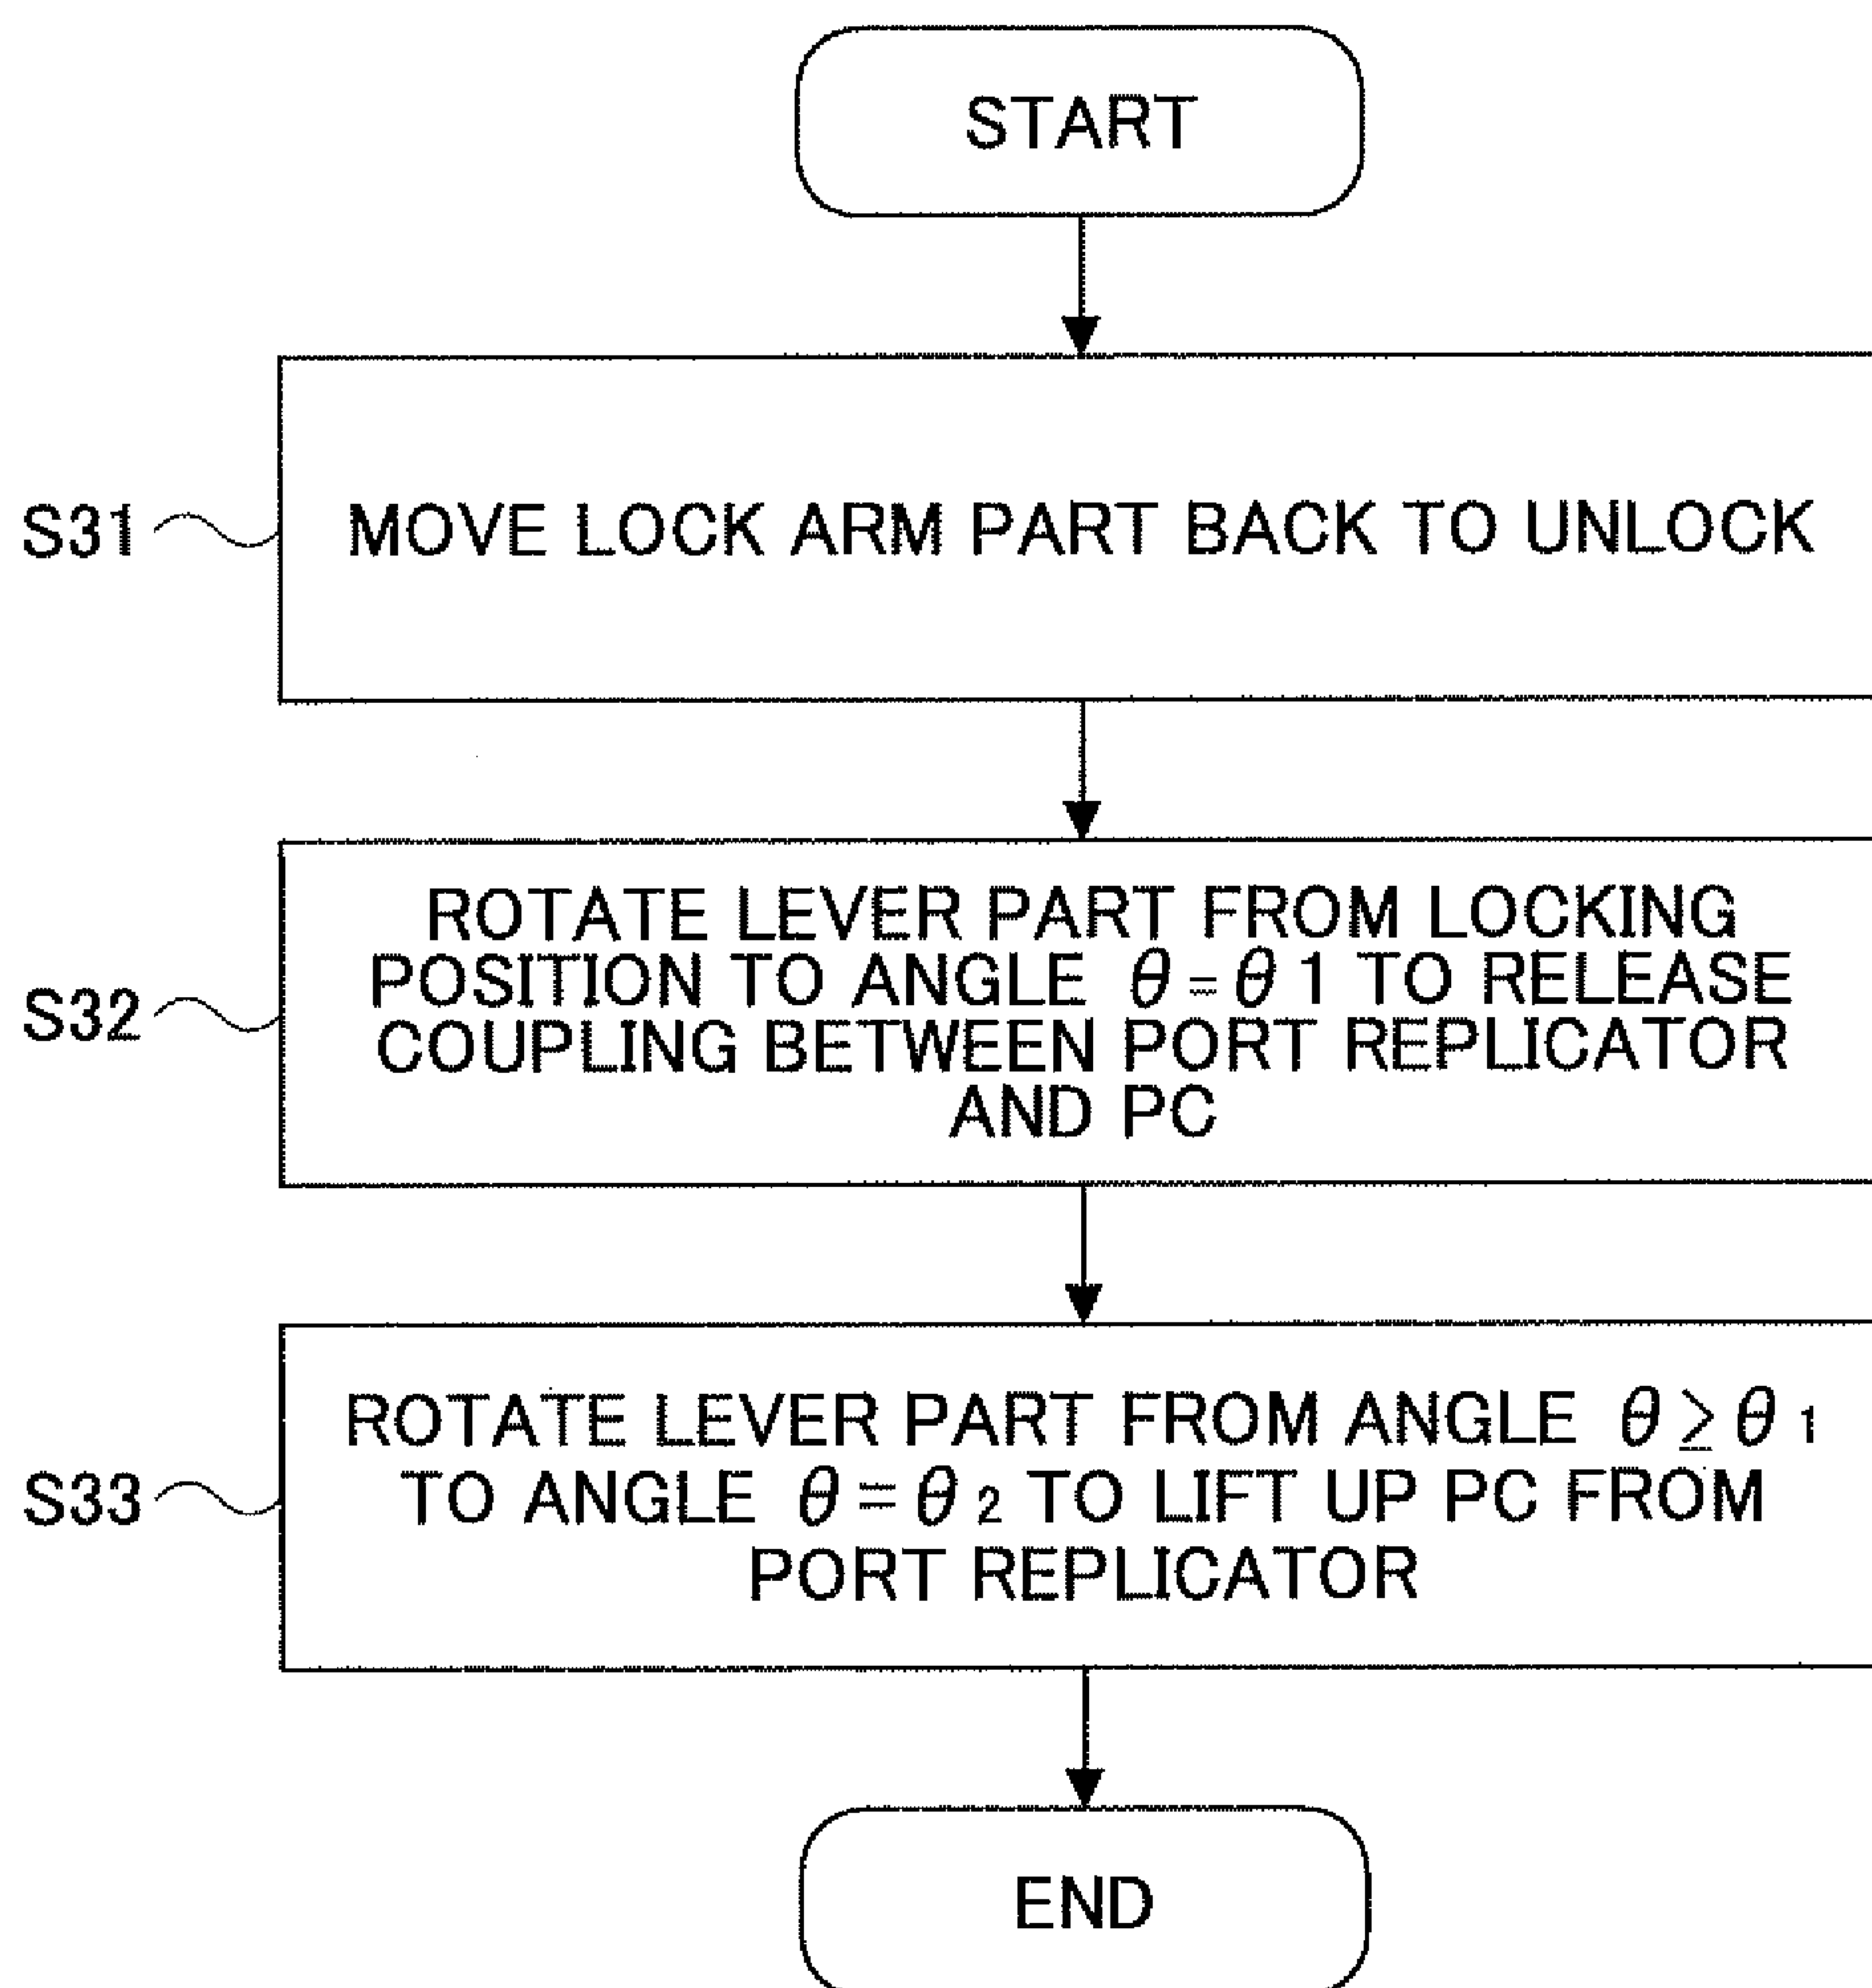 START
S31
MOVE LOCK ARM PART BACK TO UNLOCK
S32
ROTATE LEVER PART FROM LOCKING
POSITION TO ANGLE θ = θ 1 TO RELEASE
COUPLING BETWEEN PORT REPLICATOR
AND PC
S33
ROTATE LEVER PART FROM ANGLE θ ≥ θ 1
TO ANGLE θ = θ 2 TO LIFT UP PC FROM
PORT REPLICATOR
END